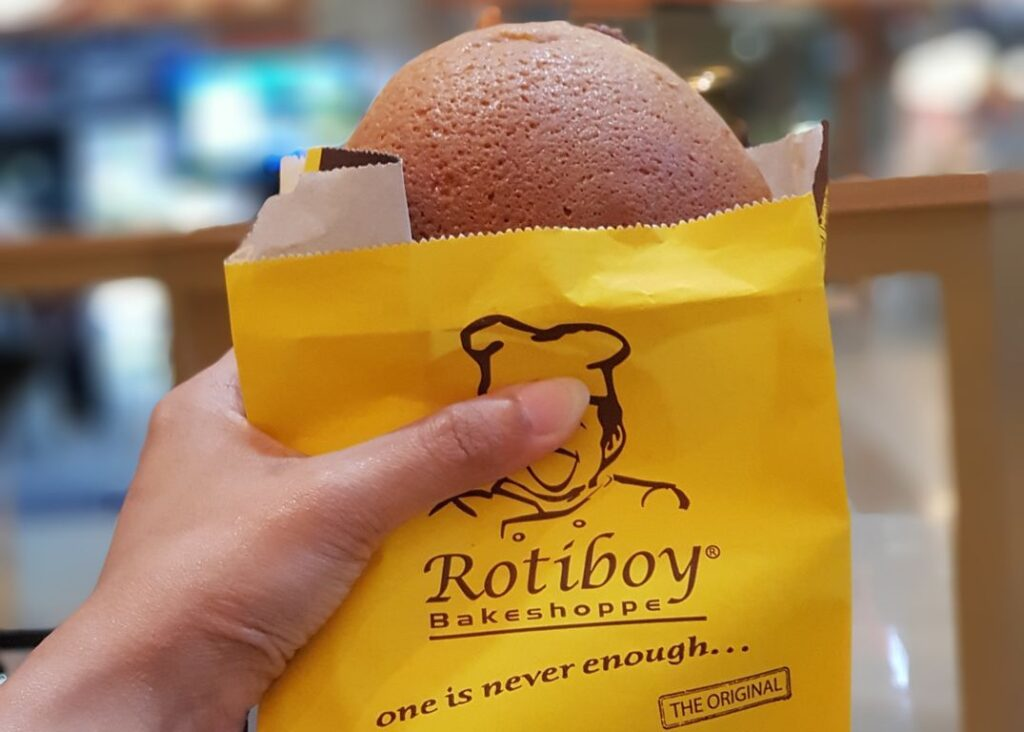 Rotiboy®
Bakeshoppe
one is never enough...
THE ORIGINAL